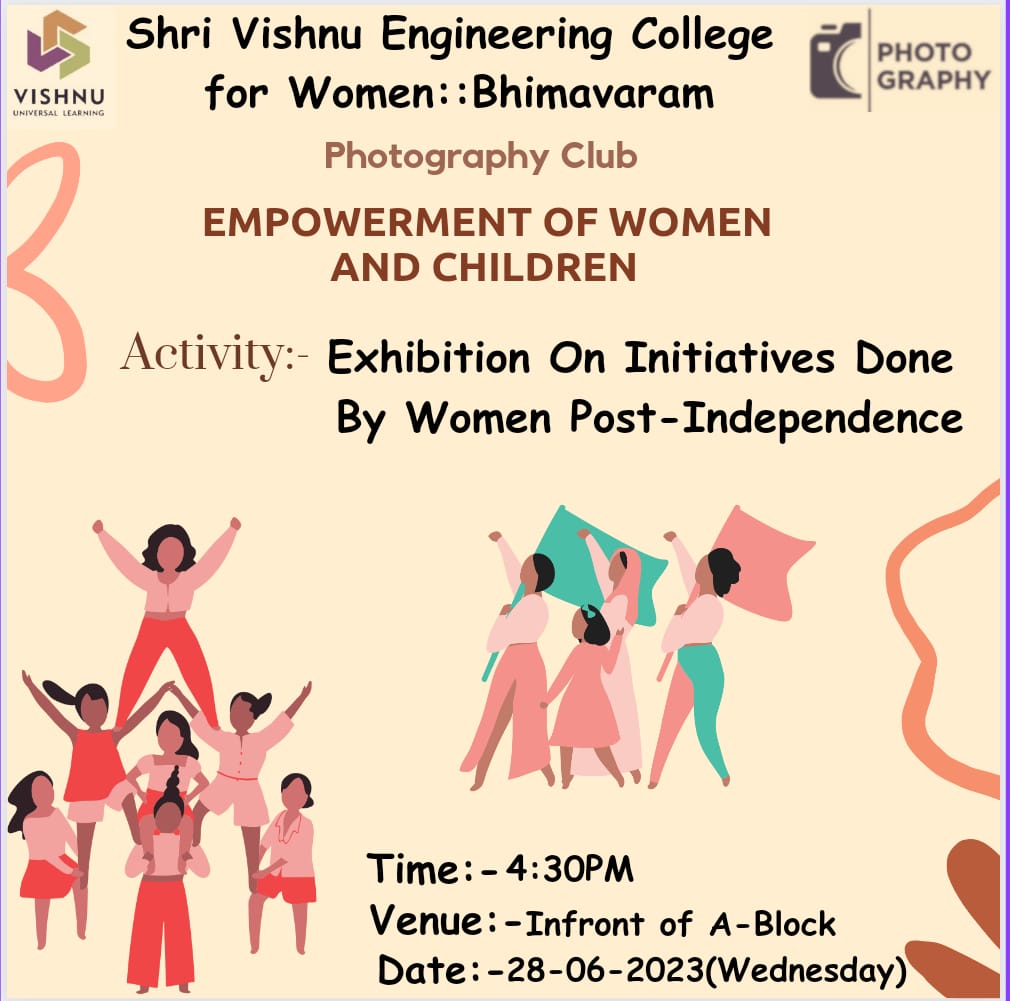 VISHNU
UNIVERSAL LEARNING
Shri Vishnu Engineering College
for Women::Bhimavaram
PHOTO
GRAPHY
Photography Club
EMPOWERMENT OF WOMEN
AND CHILDREN
Activity:- Exhibition On Initiatives Done
By Women Post-Independence
Time:-4:30PM
Venue:-Infront of A-Block
Date:-28-06-2023(Wednesday)